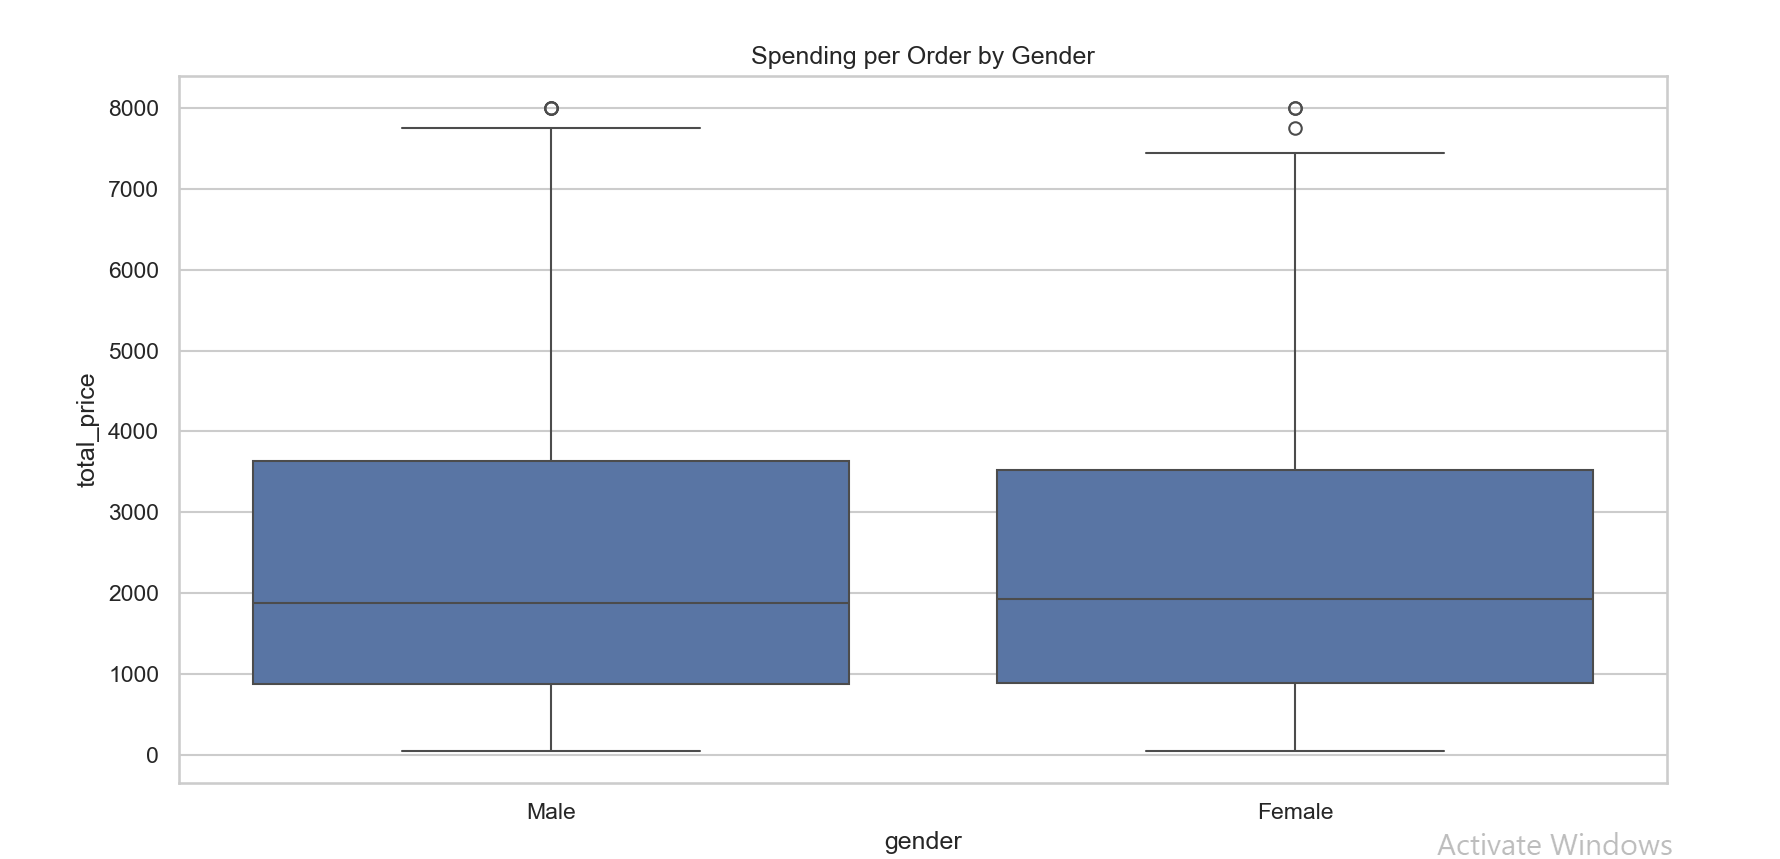 Spending per Order by Gender
8000
7000
6000
5000
4000
3000
2000
1000
0
total_price
Male
Female
gender
Activate Windows